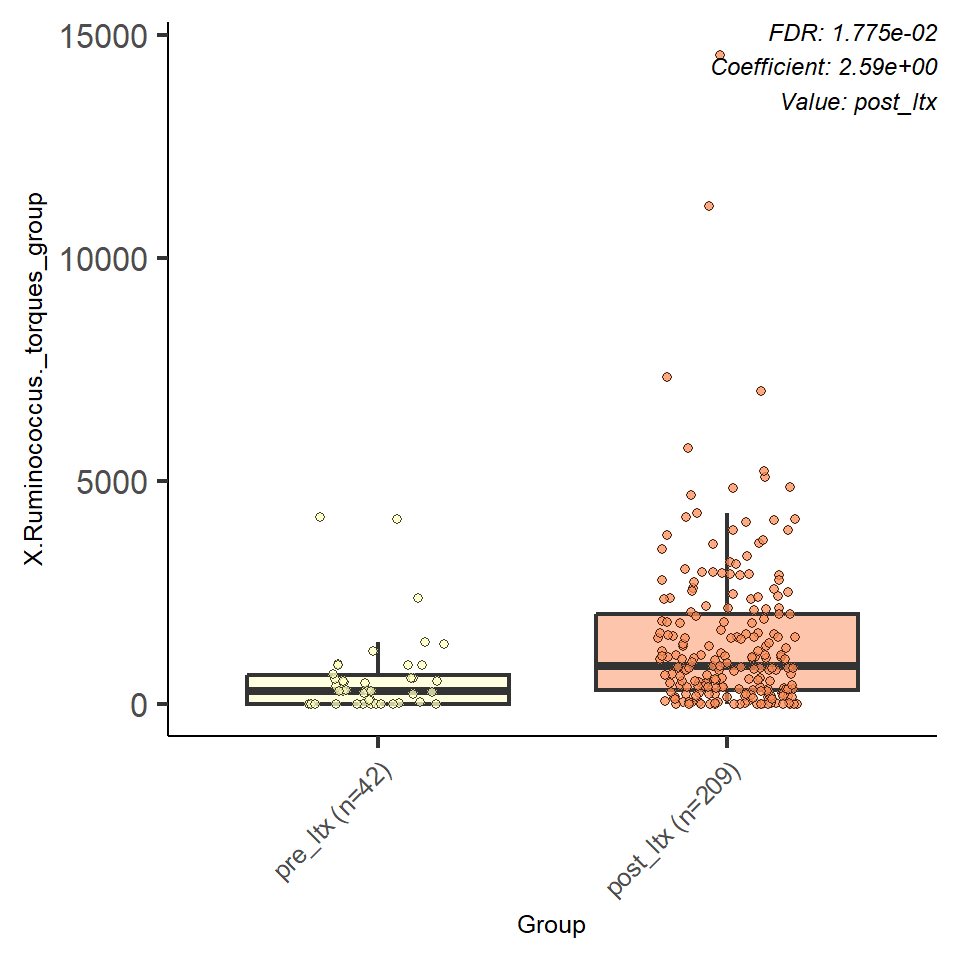 FDR: 1.775e-02
Coefficient: 2.59e+00
Value: post_ltx
X.Ruminococcus._torques_group
15000
10000
5000
0
pre_ltx (n=42)
post_ltx (n=209)
Group